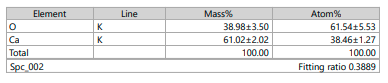 Element Line Mass% Atom%
O K 38.98±3.50 61.54±5.53
Ca K 61.02±2.02 38.46±1.27
Total 100.00 100.00
Spc_002 Fitting ratio 0.3889